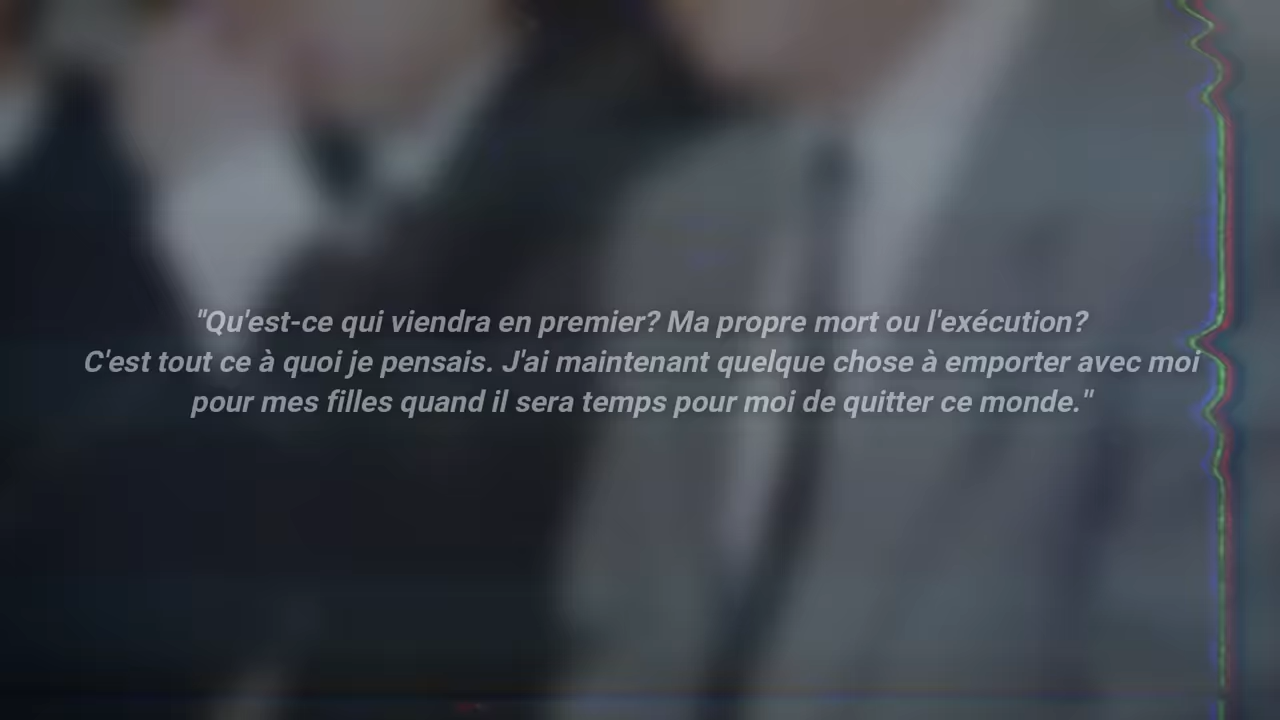 "Qu'est-ce qui viendra en premier? Ma propre mort ou l'exécution?
C'est tout ce à quoi je pensais. J'ai maintenant quelque chose à emporter avec moi
pour mes filles quand il sera temps pour moi de quitter ce monde."